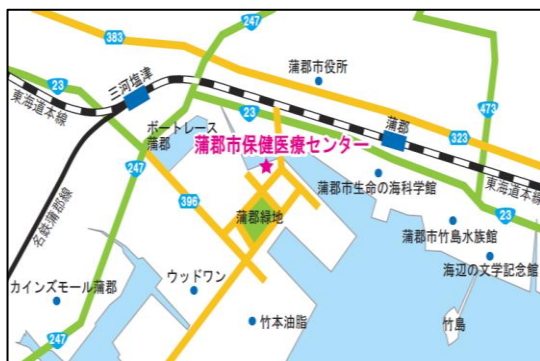 247
383
三河塩津
蒲郡市役所
23
東海道本線
473
23
ボートレース
蒲郡
蒲郡市保健医療センター
蒲郡
323
247
396
蒲郡市生命の海科学館
東海道本線
23
名鉄蒲郡線
蒲郡緑地
蒲郡市竹島水族館
海辺の文学記念館
カインズモール蒲郡
ウッドワン
竹本油脂
竹島
247